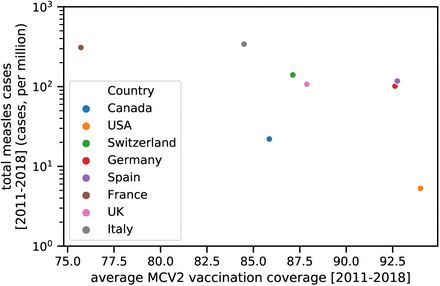 10³
10²
10¹
10⁰
total measles cases
[2011-2018] (cases, per million)
Country
Canada
USA
Switzerland
Germany
Spain
France
UK
Italy
75.0 77.5 80.0 82.5 85.0 87.5 90.0 92.5
average MCV2 vaccination coverage [2011-2018]